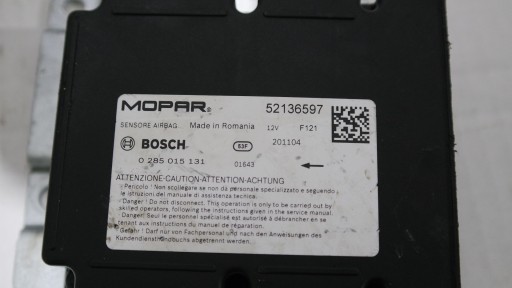 MOPAR® 52136597
SENSORE AIRBAG Made in Romania 12V F121
BOSCH 83F 201104
0 285 015 131 01643
ATTENZIONE-CAUTION-ATTENTION-ACHTUNG
Pericolo ! Non scollegare se non da personale specializzato e seguendo
le istruzioni del manuale di assistenza tecnica.
Danger ! Do not disconnect. This operation is only to be carried out by
skilled operators, following the instructions given in the service manual.
Danger! Seul le personnel spécialisé est autorisé à débrancher en se
tenant aux instructions du manuel de réparation.
Gefahr ! Darf nur von Fachpersonal und nach den Anweisungen des
Kundendiensthandbuchs abgetrennt werden.